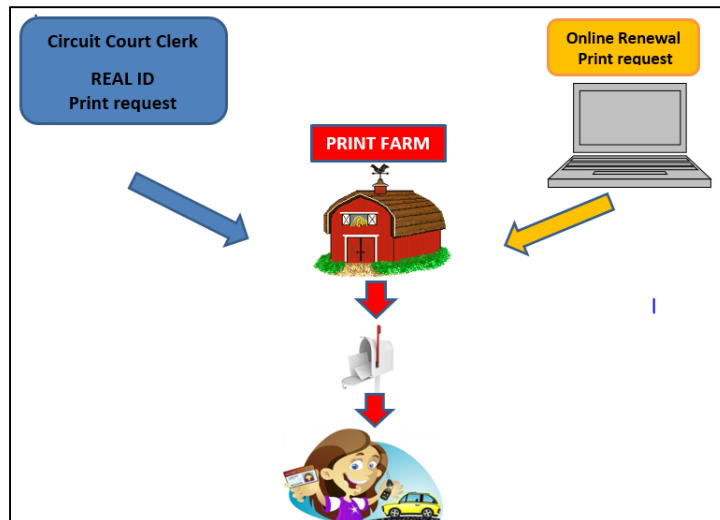 Circuit Court Clerk
REAL ID
Print request
Online Renewal
Print request
PRINT FARM